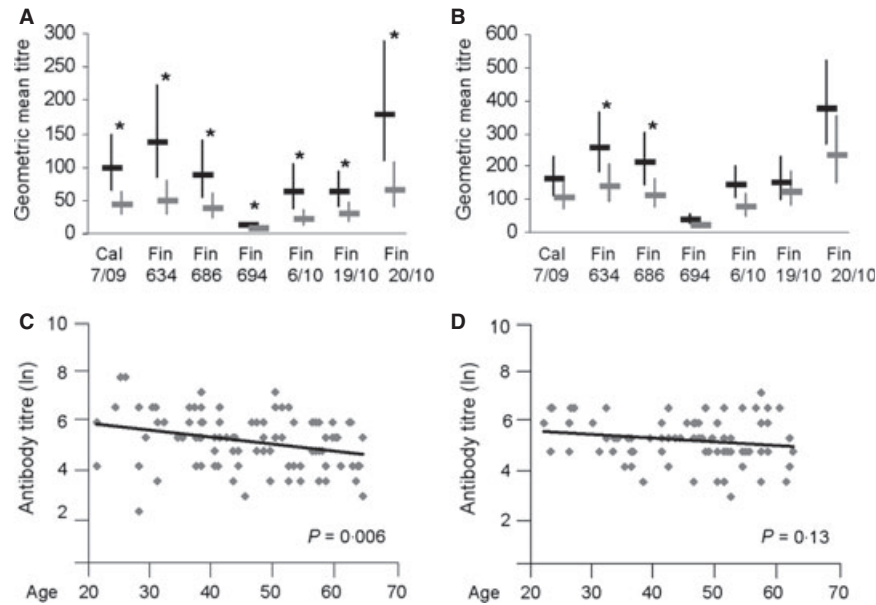 A
Geometric mean titre
300
250
200
150
100
50
0
*
*
*
*
*
*
*
Cal Fin Fin Fin Fin Fin Fin
7/09 634 686 694 6/10 19/10 20/10
B
Geometric mean titre
600
500
400
300
200
100
0
*
*
Cal Fin Fin Fin Fin Fin Fin
7/09 634 686 694 6/10 19/10 20/10
C
Antibody titre (ln)
10
8
6
4
2
P = 0·006
Age 20 30 40 50 60 70
D
Antibody titre (ln)
10
8
6
4
2
P = 0·13
Age 20 30 40 50 60 70